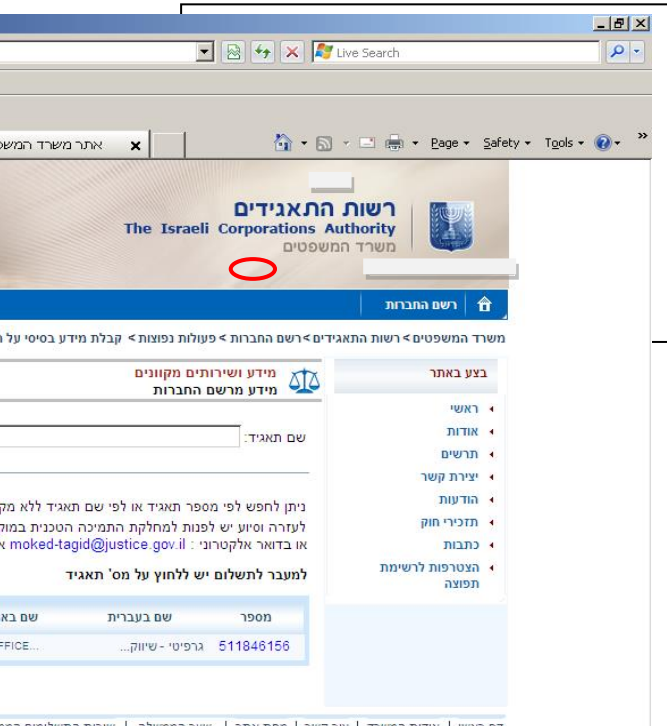 Live Search
Page Safety Tools
אתר משרד המשפ
רשות התאגידים
The Israeli Corporations Authority
משרד המשפטים
רשם החברות
משרד המשפטים > רשות התאגידים > רשם החברות > פעולות נפוצות > קבלת מידע בסיסי על
בצע באתר
ראשי
אודות
תרשים
יצירת קשר
הודעות
תזכירי חוק
כתבות
הצטרפות לרשימת
תפוצה
מידע ושירותים מקוונים
מידע מרשם החברות
שם תאגיד:
ניתן לחפש לפי מספר תאגיד או לפי שם תאגיד ללא
לעזרה וסיוע יש לפנות למחלקת התמיכה הטכנית
או בדואר אלקטרוני : moked-tagid@justice.gov.il
למעבר לתשלום יש ללחוץ על מס' תאגיד
מספר שם בעברית שם
511846156 גרפיטי - שיווק...